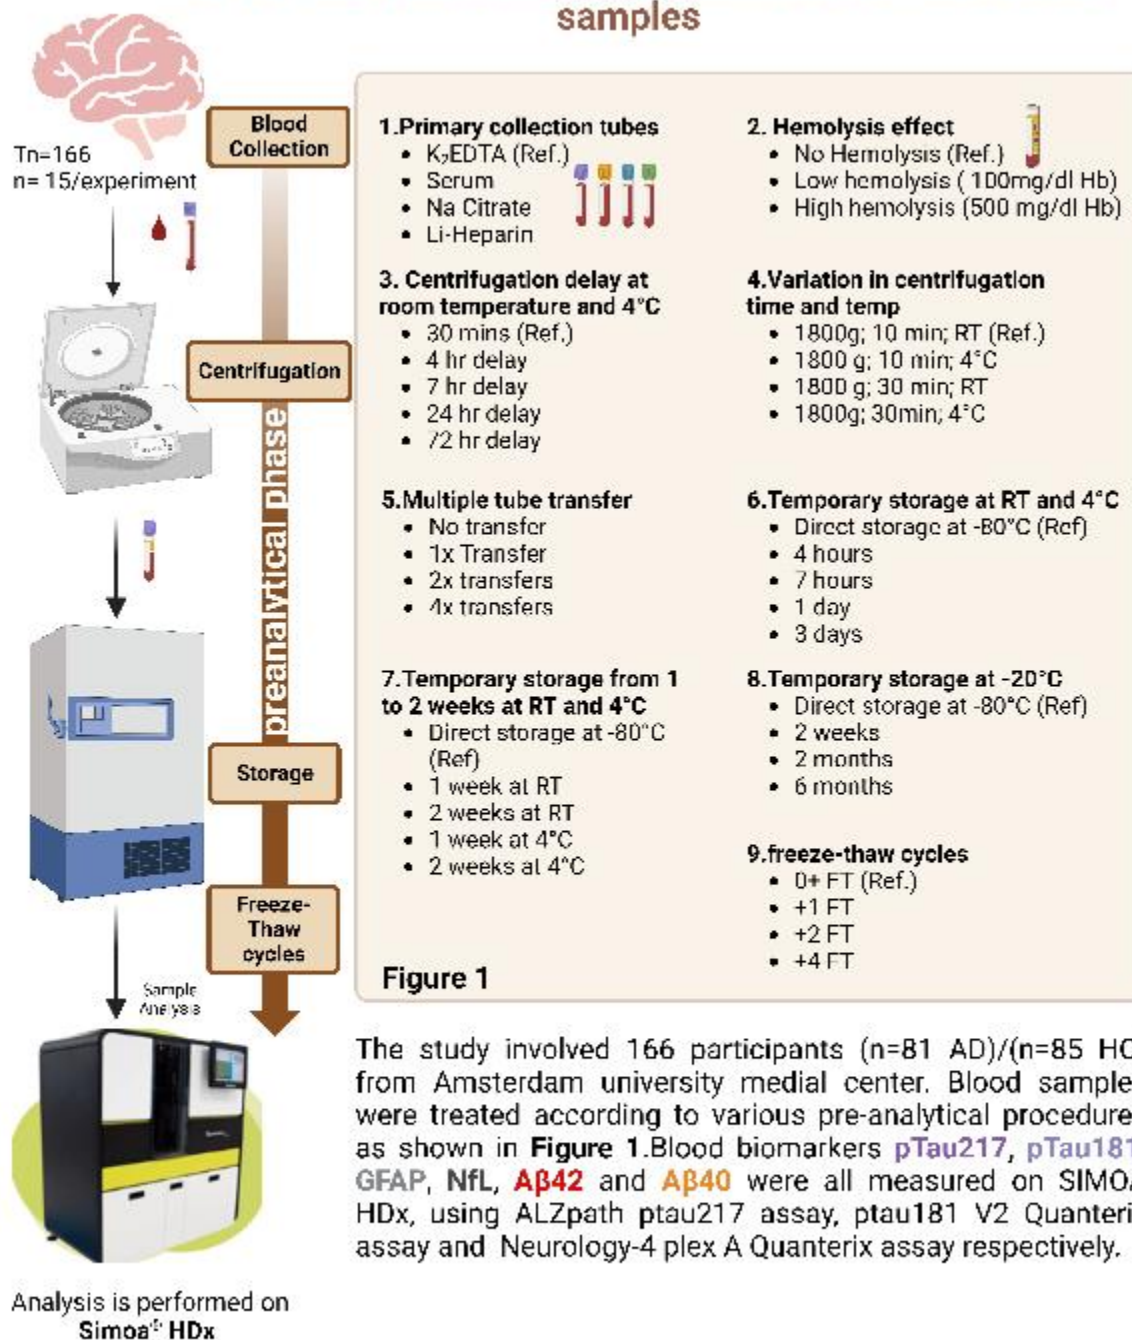 samples
Tn=166
n= 15/experiment
Blood
Collection
Centrifugation
preanalytical phase
Storage
Freeze-
Thaw
cycles
Sample
Analysis
Analysis is performed on
Simoa® HDx
1.Primary collection tubes
• K₂EDTA (Ref.)
• Serum
• Na Citrate
• Li-Heparin
2. Hemolysis effect
• No Hemolysis (Ref.)
• Low hemolysis ( 100mg/dl Hb)
• High hemolysis (500 mg/dl Hb)
3. Centrifugation delay at
room temperature and 4°C
• 30 mins (Ref.)
• 4 hr delay
• 7 hr delay
• 24 hr delay
• 72 hr delay
4.Variation in centrifugation
time and temp
• 1800g; 10 min; RT (Ref.)
• 1800 g; 10 min; 4°C
• 1800 g; 30 min; RT
• 1800g; 30min; 4°C
5.Multiple tube transfer
• No transfer
• 1x Transfer
• 2x transfers
• 4x transfers
6.Temporary storage at RT and 4°C
• Direct storage at -80°C (Ref)
• 4 hours
• 7 hours
• 1 day
• 3 days
7.Temporary storage from 1
to 2 weeks at RT and 4°C
• Direct storage at -80°C
(Ref)
• 1 week at RT
• 2 weeks at RT
• 1 week at 4°C
• 2 weeks at 4°C
8.Temporary storage at -20°C
• Direct storage at -80°C (Ref)
• 2 weeks
• 2 months
• 6 months
9.freeze-thaw cycles
• 0+ FT (Ref.)
• +1 FT
• +2 FT
• +4 FT
Figure 1
The study involved 166 participants (n=81 AD)/(n=85 HC
from Amsterdam university medial center. Blood sample
were treated according to various pre-analytical procedure
as shown in Figure 1.Blood biomarkers pTau217, pTau181
GFAP, NfL, Aβ42 and Aβ40 were all measured on SIMOA
HDx, using ALZpath ptau217 assay, ptau181 V2 Quanteri
assay and Neurology-4 plex A Quanterix assay respectively.